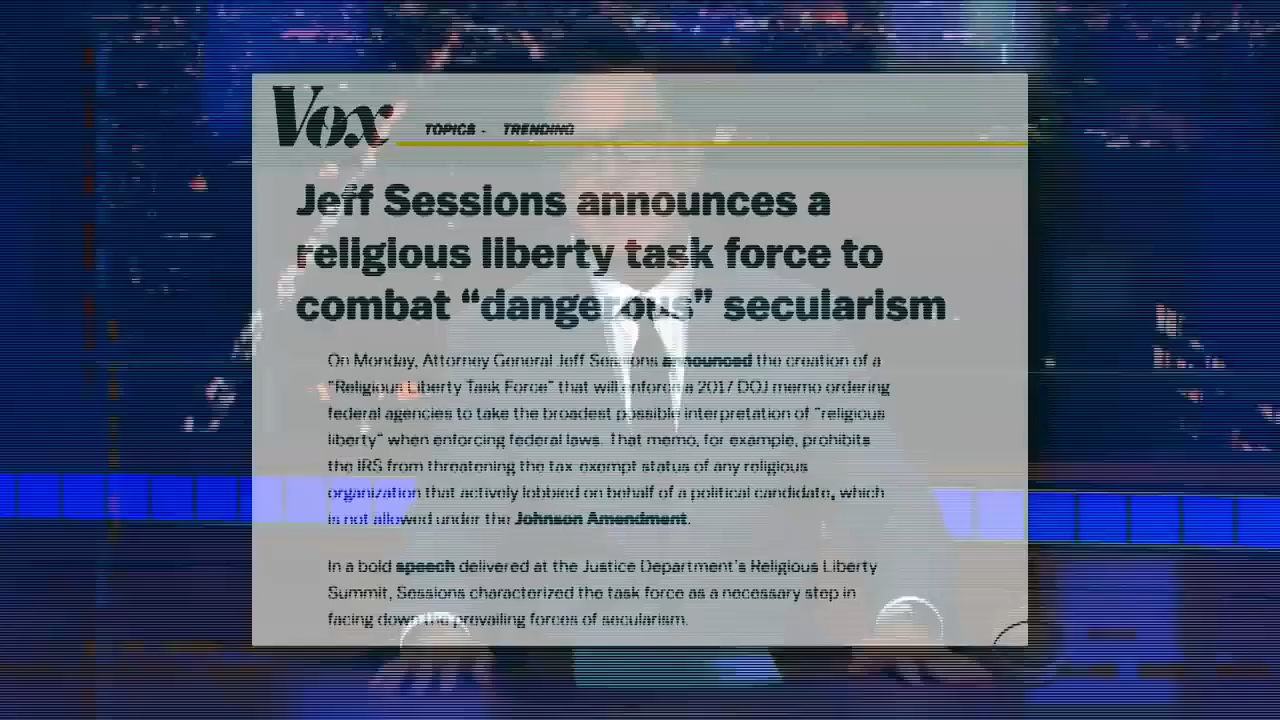 Vox
TOPICS - TRENDING
Jeff Sessions announces a
religious liberty task force to
combat “dangerous” secularism
On Monday, Attorney General Jeff Sessions announced the creation of a
"Religious Liberty Task Force" that will enforce a 2017 DOJ memo ordering
federal agencies to take the broadest possible interpretation of "religious
liberty" when enforcing federal laws. That memo, for example, prohibits
the IRS from threatening the tax exempt status of any religious
organization that actively lobbied on behalf of a political candidate, which
is not allowed under the Johnson Amendment.
In a bold speech delivered at the Justice Department's Religious Liberty
Summit, Sessions characterized the task force as a necessary step in
facing down the prevailing forces of secularism.